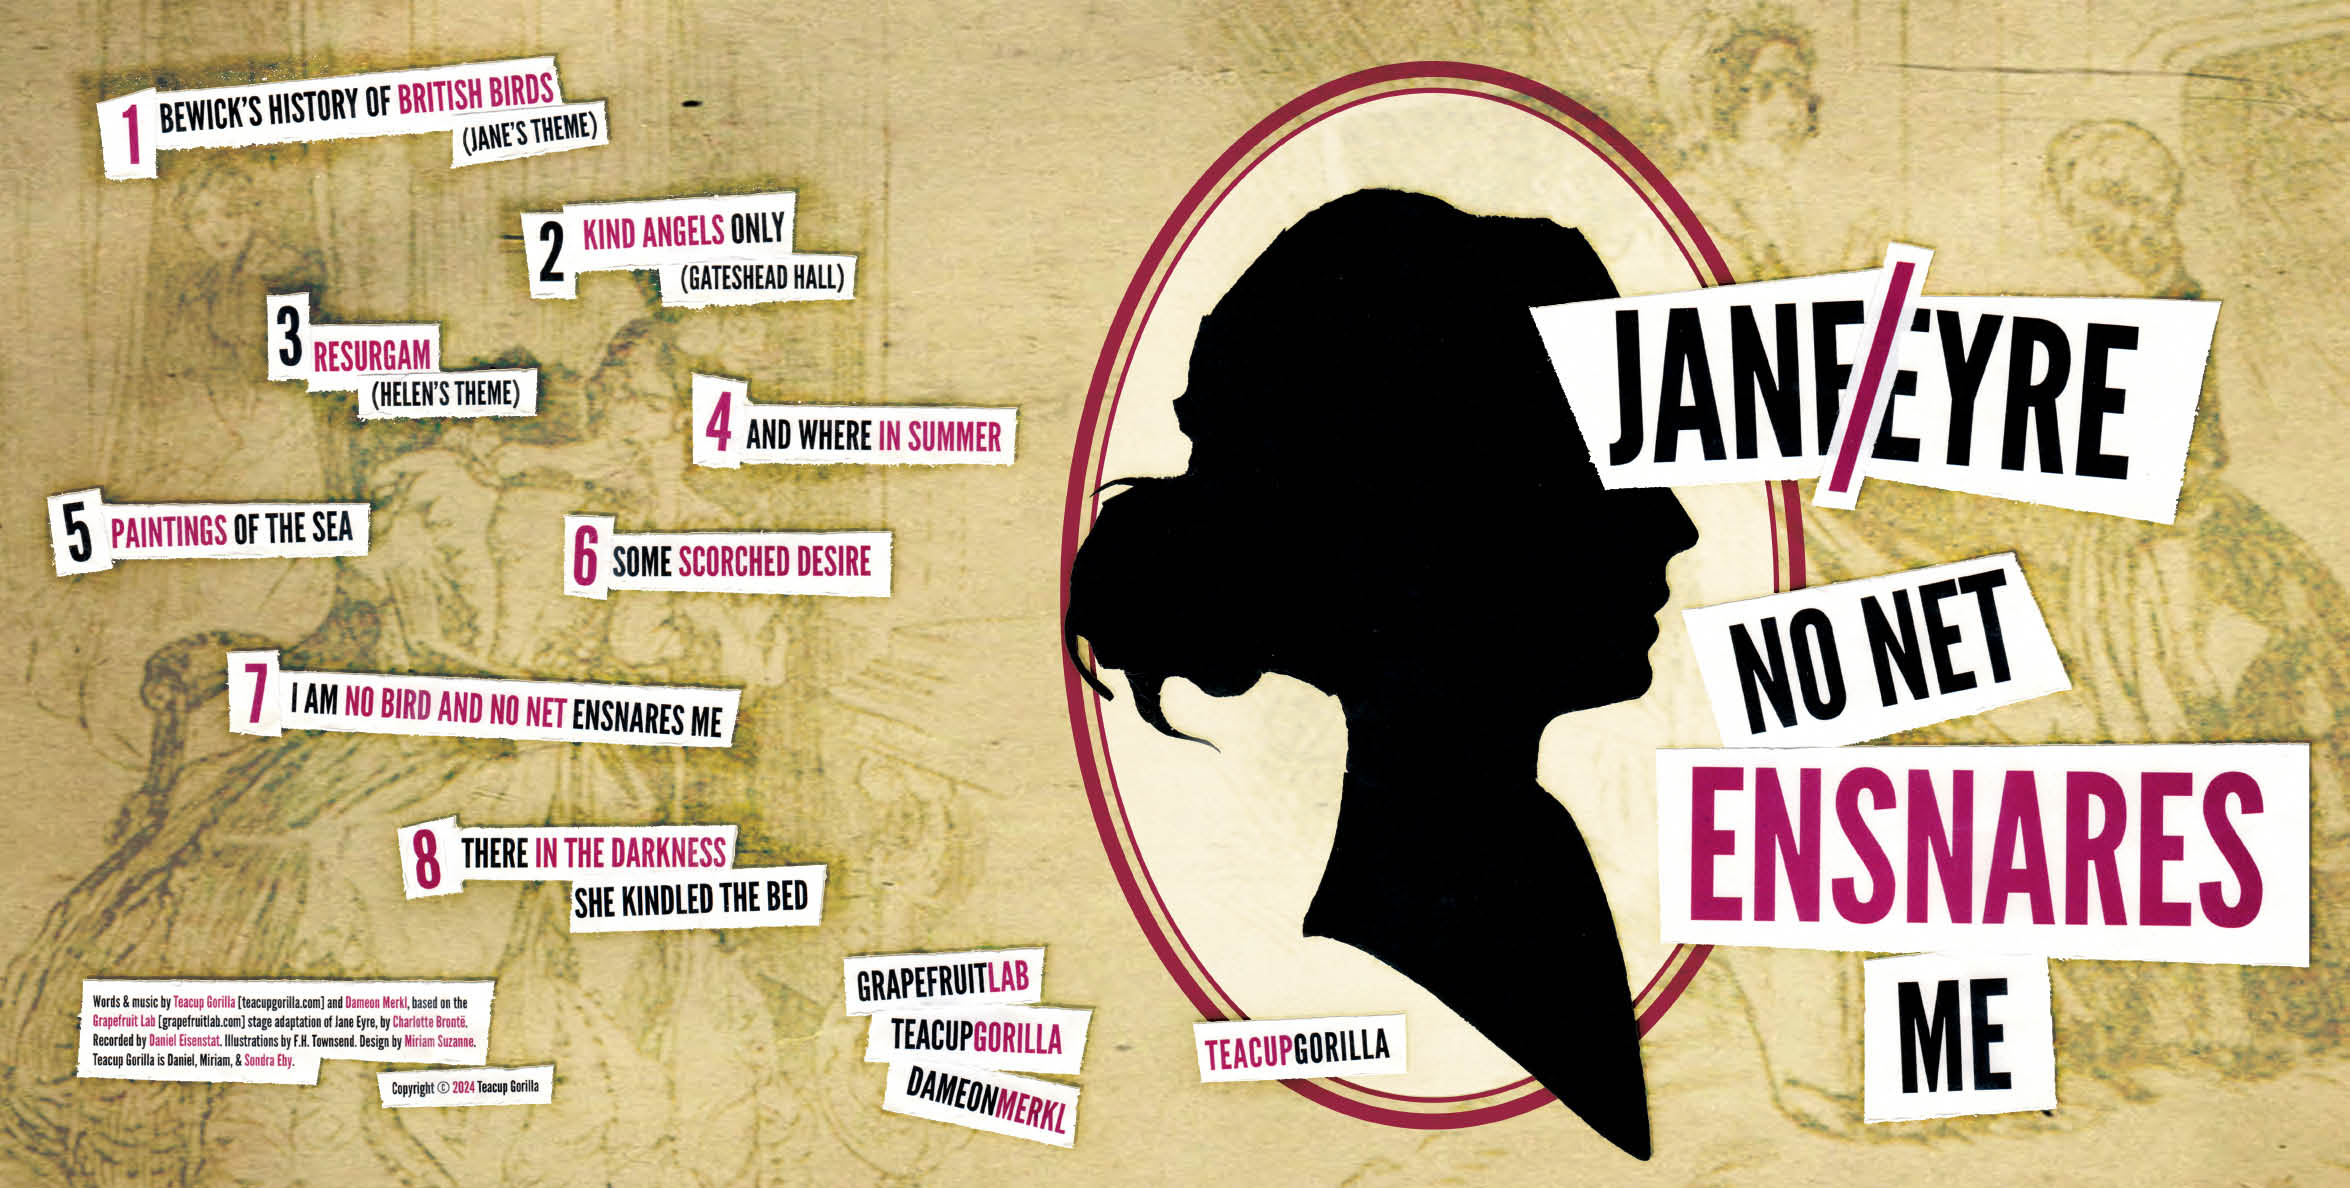 1 BEWICK'S HISTORY OF BRITISH BIRDS
(JANE'S THEME)
2 KIND ANGELS ONLY
(GATESHEAD HALL)
3 RESURGAM
(HELEN'S THEME)
4 AND WHERE IN SUMMER
5 PAINTINGS OF THE SEA
6 SOME SCORCHED DESIRE
7 I AM NO BIRD AND NO NET ENSNARES ME
8 THERE IN THE DARKNESS
SHE KINDLED THE BED
Words & music by Teacup Gorilla [teacupgorilla.com] and Dameon Merkl, based on the
Grapefruit Lab [grapefruitlab.com] stage adaptation of Jane Eyre, by Charlotte Brontë.
Recorded by Daniel Eisenstat. Illustrations by F.H. Townsend. Design by Miriam Suzanne.
Teacup Gorilla is Daniel, Miriam, & Sondra Eby.
Copyright © 2024 Teacup Gorilla
GRAPEFRUITLAB
TEACUPGORILLA
DAMEONMERKL
JANE/EYRE
NO NET
ENSNARES
ME
TEACUPGORILLA